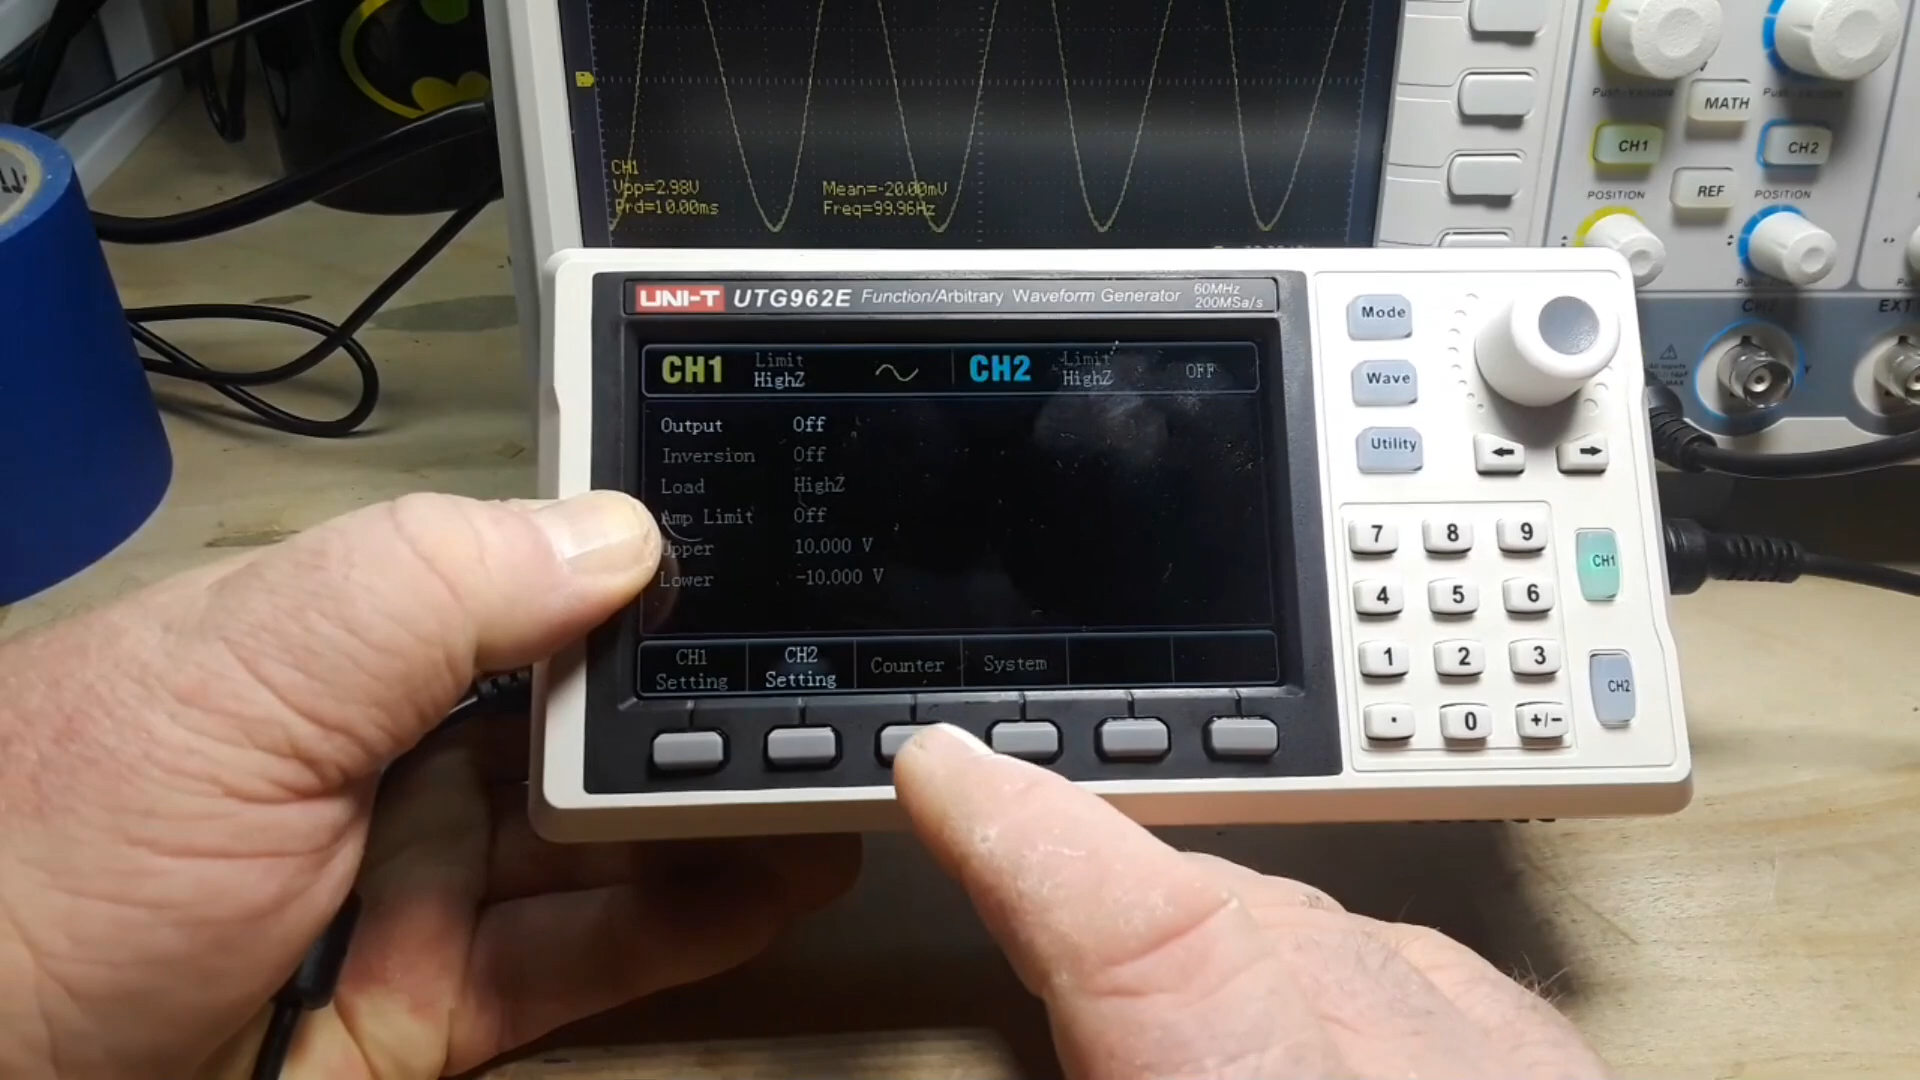 CH1
Vpp=2.98V Mean=-20.00mV
Prd=10.00ms Freq=99.96Hz
MATH
CH1
CH2
REF
POSITION
POSITION
CH2
EXT
UNI-T UTG962E Function/Arbitrary Waveform Generator 60MHz
200MSa/s
CH1 Limit
HighZ
CH2 Limit
HighZ
OFF
Output Off
Inversion Off
Load HighZ
Amp Limit Off
Upper 10.000 V
Lower -10.000 V
CH1
Setting
CH2
Setting
Counter
System
Mode
Wave
Utility
7 8 9
4 5 6
1 2 3
. 0 +/-
CH1
CH2